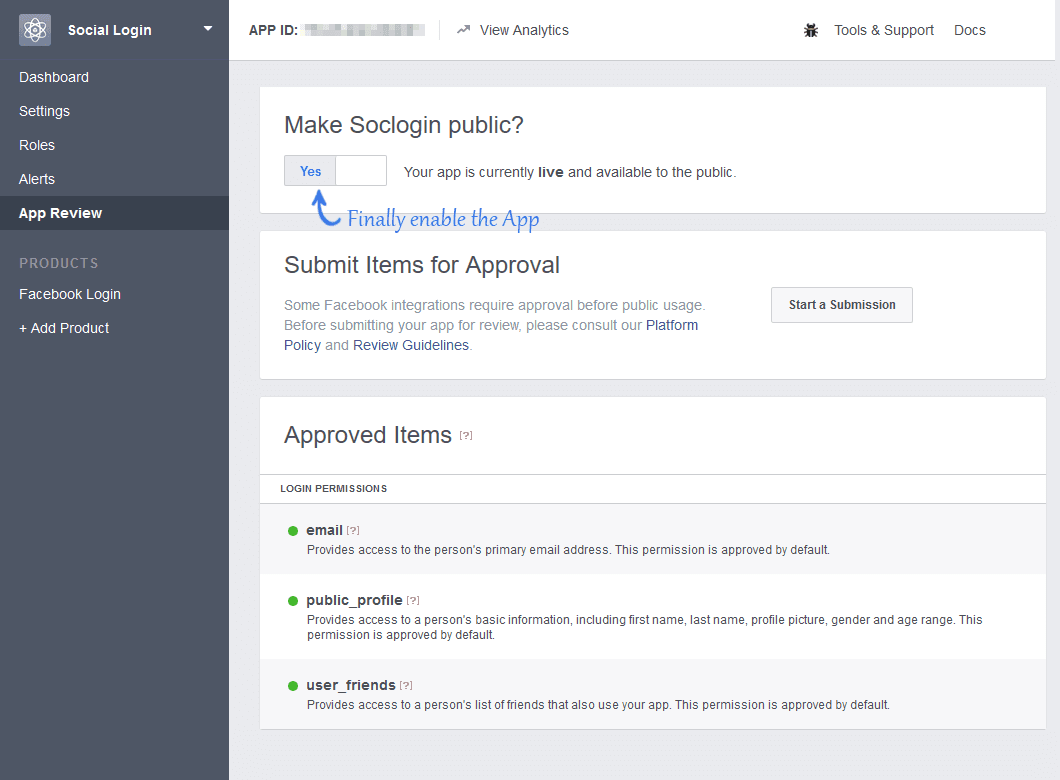 Social Login
APP ID:
View Analytics
Tools & Support
Docs
Dashboard
Settings
Roles
Alerts
App Review
PRODUCTS
Facebook Login
+ Add Product
Make Soclogin public?
Yes
Your app is currently live and available to the public.
Finally enable the App
Submit Items for Approval
Some Facebook integrations require approval before public usage.
Before submitting your app for review, please consult our Platform
Policy and Review Guidelines.
Start a Submission
Approved Items [?]
LOGIN PERMISSIONS
email [?]
Provides access to the person's primary email address. This permission is approved by default.
public_profile [?]
Provides access to a person's basic information, including first name, last name, profile picture, gender and age range. This
permission is approved by default.
user_friends [?]
Provides access to a person's list of friends that also use your app. This permission is approved by default.